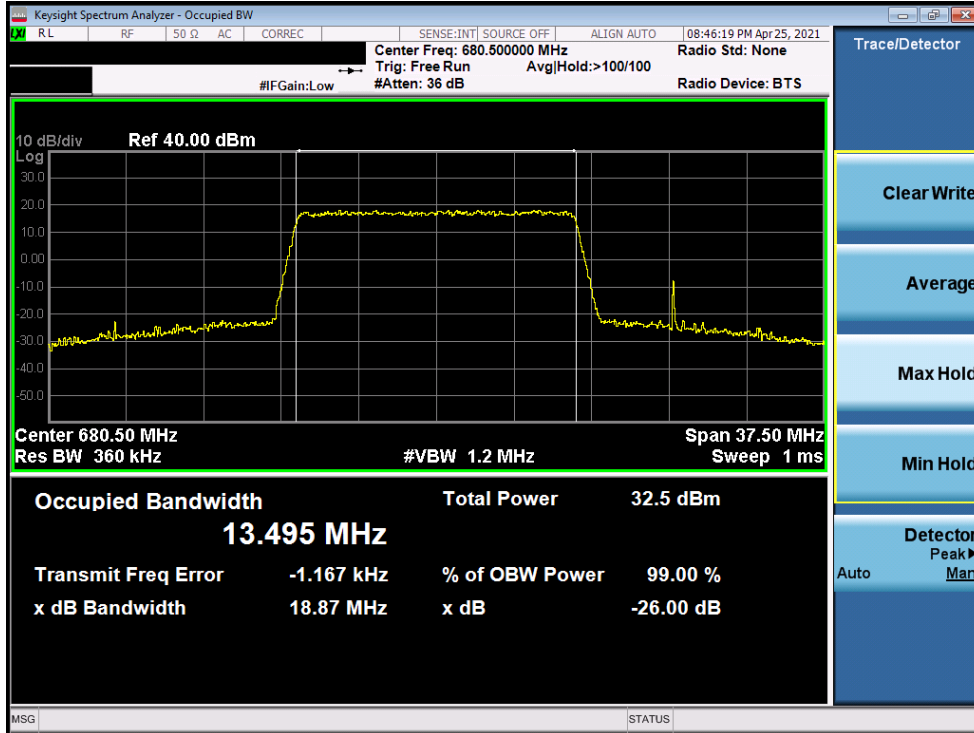 Keysight Spectrum Analyzer - Occupied BW
LXI RL RF 50 Ω AC CORREC SENSE:INT SOURCE OFF ALIGN AUTO 08:46:19 PM Apr 25, 2021
Center Freq: 680.500000 MHz Radio Std: None
Trig: Free Run Avg|Hold:>100/100
#IFGain:Low #Atten: 36 dB Radio Device: BTS
10 dB/div Ref 40.00 dBm
Log
30.0
20.0
10.0
0.00
-10.0
-20.0
-30.0
-40.0
-50.0
Center 680.50 MHz Span 37.50 MHz
Res BW 360 kHz #VBW 1.2 MHz Sweep 1 ms
Occupied Bandwidth Total Power 32.5 dBm
13.495 MHz
Transmit Freq Error -1.167 kHz % of OBW Power 99.00 %
x dB Bandwidth 18.87 MHz x dB -26.00 dB
MSG STATUS
Trace/Detector
Clear Write
Average
Max Hold
Min Hold
Detector
Peak▶
Auto Man